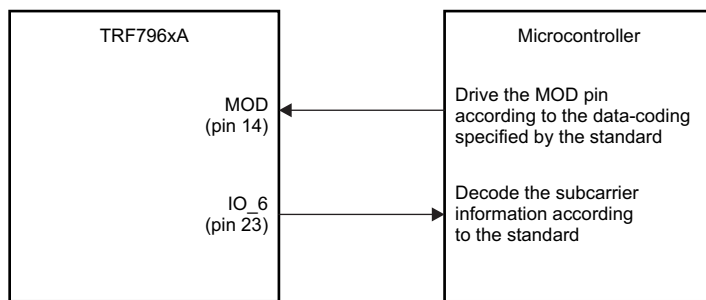 TRF796xA
Microcontroller
MOD
(pin 14)
Drive the MOD pin
according to the data-coding
specified by the standard
IO_6
(pin 23)
Decode the subcarrier
information according
to the standard